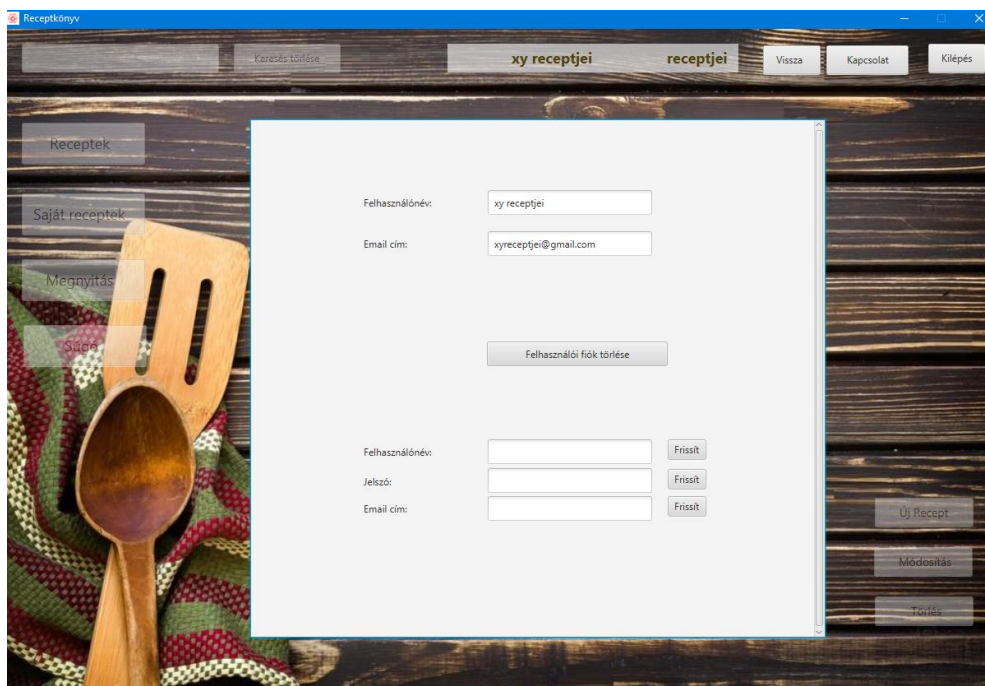 Receptkönyv
Keresés törlése
xy receptjei receptjei
Vissza
Kapcsolat
Kilépés
Receptek
Saját receptek
Megnyitás
Súgó
Felhasználónév: xy receptjei
Email cím: xyreceptjei@gmail.com
Felhasználói fiók törlése
Felhasználónév: Frissít
Jelszó: Frissít
Email cím: Frissít
Új Recept
Módosítás
Törlés